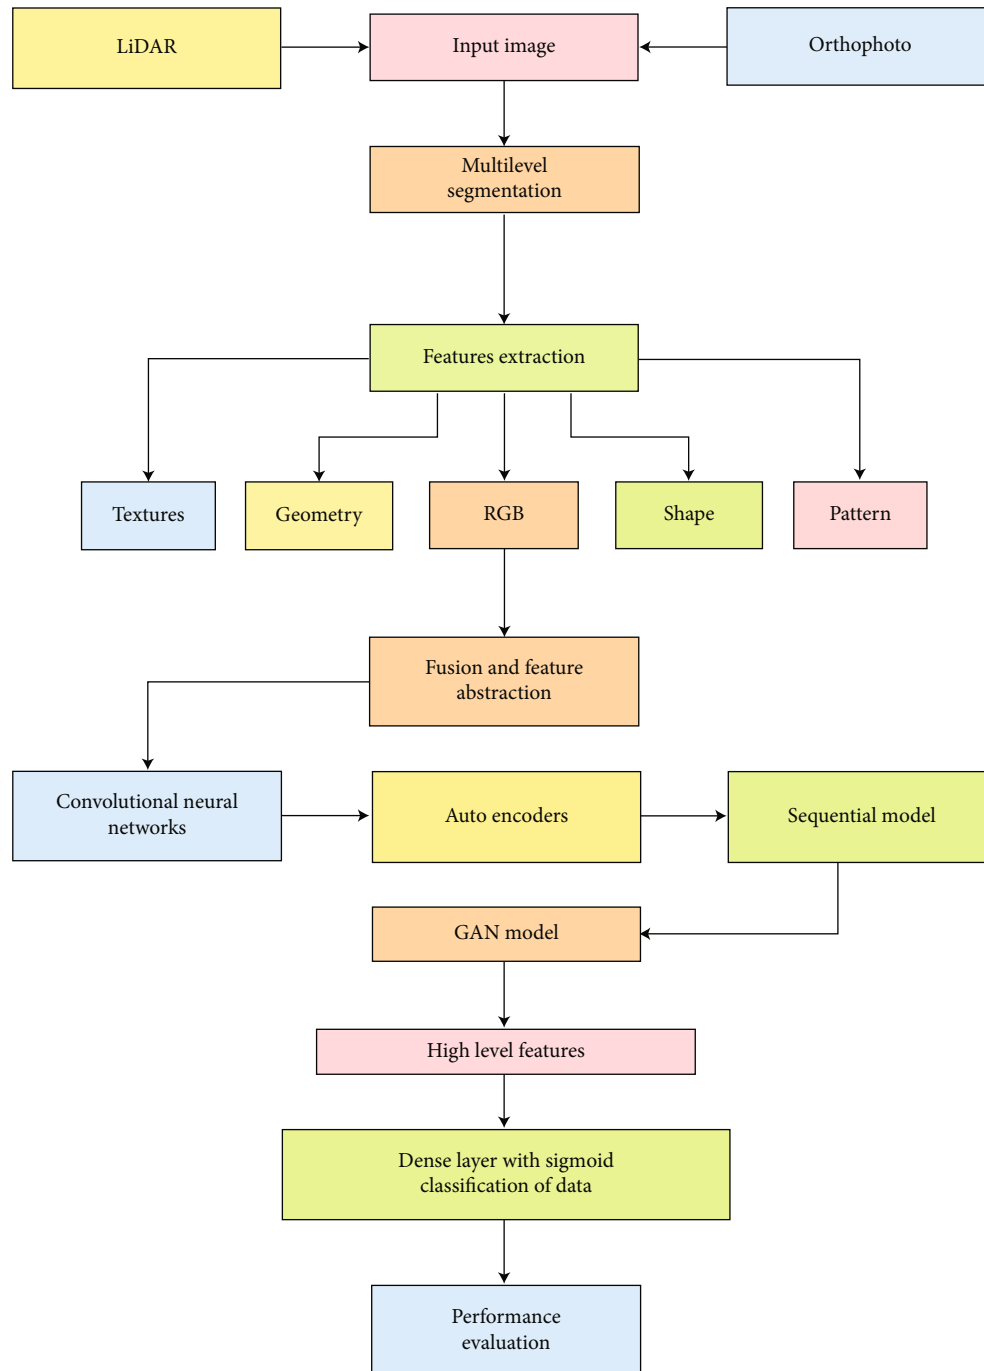 LiDAR
Input image
Orthophoto
Multilevel
segmentation
Features extraction
Textures
Geometry
RGB
Shape
Pattern
Fusion and feature
abstraction
Convolutional neural
networks
Auto encoders
Sequential model
GAN model
High level features
Dense layer with sigmoid
classification of data
Performance
evaluation